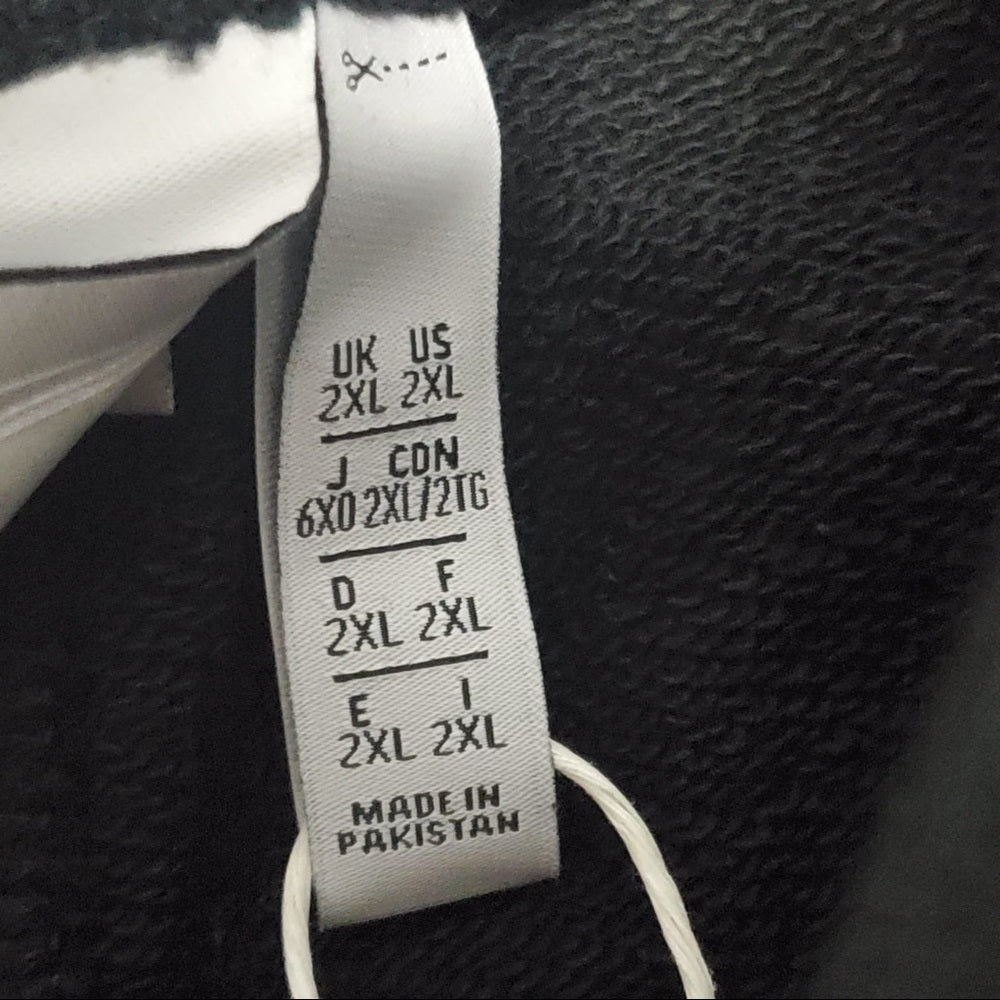 UK US
2XL 2XL
J CDN
6XO 2XL/2TG
D F
2XL 2XL
E I
2XL 2XL
MADE IN
PAKISTAN